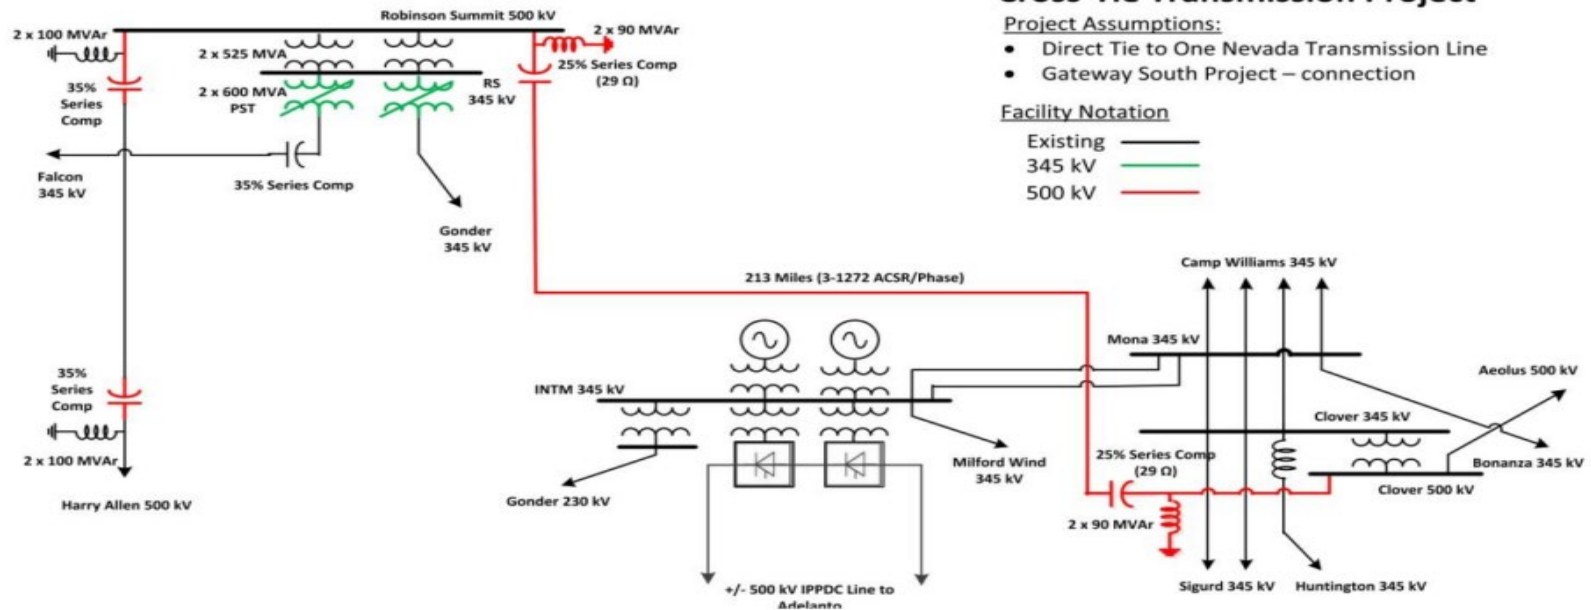 Cross-Tie Transmission Project
Project Assumptions:
• Direct Tie to One Nevada Transmission Line
• Gateway South Project – connection
Facility Notation
Existing
345 kV
500 kV
Robinson Summit 500 kV
2 x 100 MVAr
2 x 90 MVAr
2 x 525 MVA
25% Series Comp
(29 Ω)
35%
Series
Comp
2 x 600 MVA
PST
RS
345 kV
Falcon
345 kV
35% Series Comp
Gonder
345 kV
213 Miles (3-1272 ACSR/Phase)
Camp Williams 345 kV
Mona 345 kV
Aeolus 500 kV
35%
Series
Comp
INTM 345 kV
Clover 345 kV
2 x 100 MVAr
25% Series Comp
(29 Ω)
Milford Wind
345 kV
Bonanza 345 kV
Clover 500 kV
Gonder 230 kV
Harry Allen 500 kV
2 x 90 MVAr
+/- 500 kV IPPDC Line to
Adelanto
Sigurd 345 kV
Huntington 345 kV